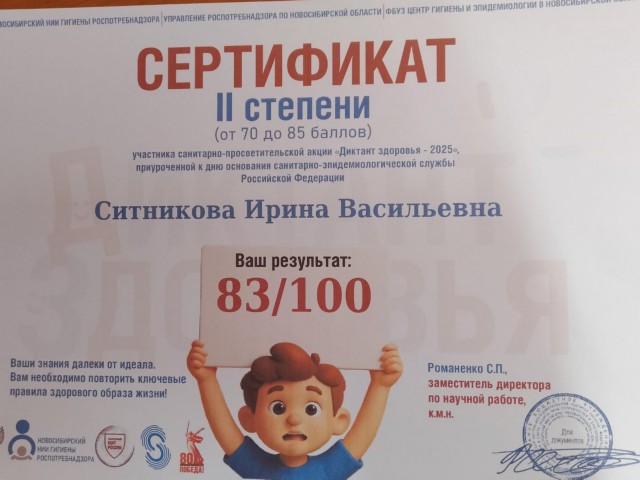 НОВОСИБИРСКИЙ НИИ ГИГИЕНЫ РОСПОТРЕБНАДЗОРА | УПРАВЛЕНИЕ РОСПОТРЕБНАДЗОРА ПО НОВОСИБИРСКОЙ ОБЛАСТИ | ФБУЗ ЦЕНТР ГИГИЕНЫ И ЭПИДЕМИОЛОГИИ В НОВОСИБИРСКОЙ
СЕРТИФИКАТ
II степени
(от 70 до 85 баллов)
участника санитарно-просветительской акции «Диктант здоровья - 2025»,
приуроченной к дню основания санитарно-эпидемиологической службы
Российской Федерации
Ситникова Ирина Васильевна
Ваш результат:
83/100
Ваши знания далеки от идеала.
Вам необходимо повторить ключевые
правила здорового образа жизни!
Романенко С.П.,
заместитель директора
по научной работе,
к.м.н.
НОВОСИБИРСКИЙ
НИИ ГИГИЕНЫ
РОСПОТРЕБНАДЗОРА
80
ПОБЕДА!
Для
документов